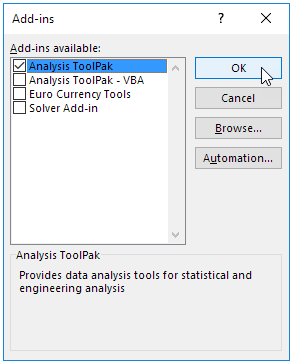 Add-ins ? ×
Add-ins available:
Analysis ToolPak
Analysis ToolPak - VBA
Euro Currency Tools
Solver Add-in
OK
Cancel
Browse...
Automation...
Analysis ToolPak
Provides data analysis tools for statistical and
engineering analysis